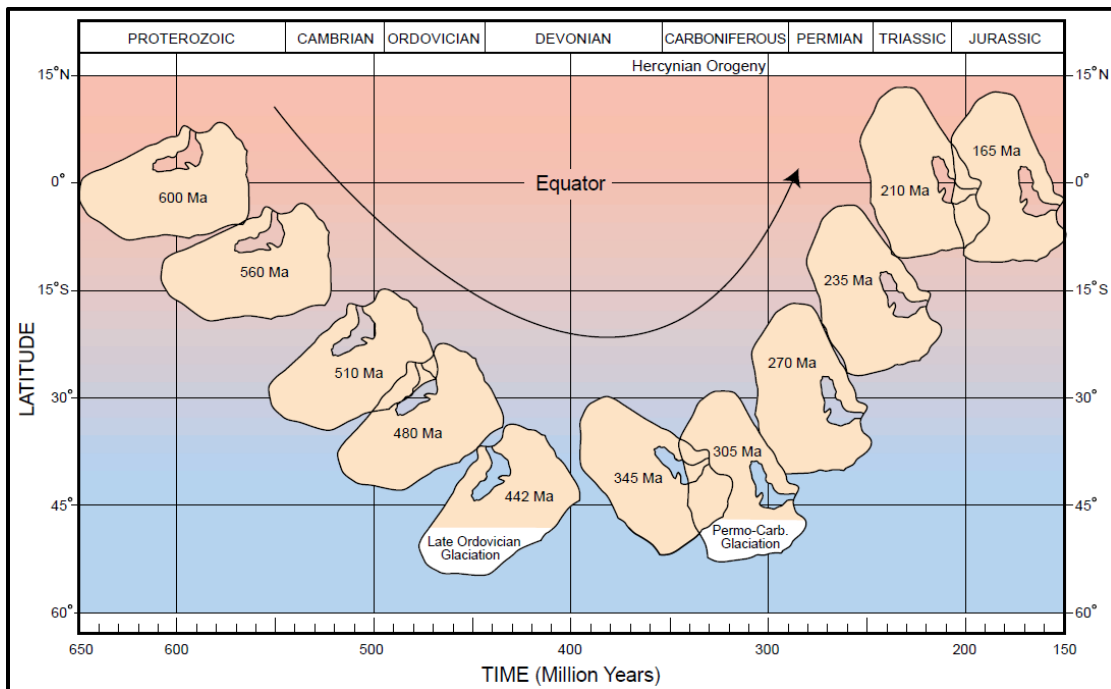 PROTEROZOIC CAMBRIAN ORDOVICIAN DEVONIAN CARBONIFEROUS PERMIAN TRIASSIC JURASSIC
Hercynian Orogeny
15°N 15°N
165 Ma
600 Ma
0° Equator 210 Ma 0°
560 Ma
235 Ma
15°S 15°S
LATITUDE
270 Ma
510 Ma
30° 30°
480 Ma
305 Ma
345 Ma
442 Ma
45° 45°
Late Ordovician
Glaciation
Permo-Carb.
Glaciation
60° 60°
650 600 500 400 300 200 150
TIME (Million Years)